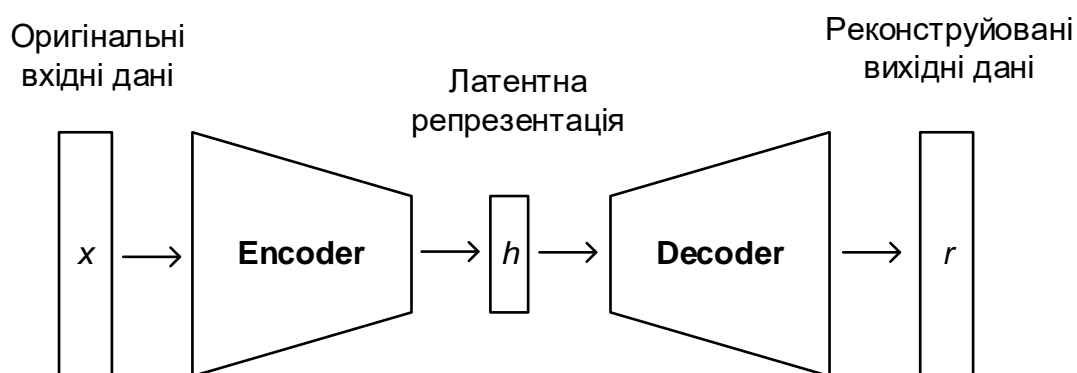 Оригінальні
вхідні дані
Латентна
репрезентація
Реконструйовані
вихідні дані
x
Encoder
h
Decoder
r